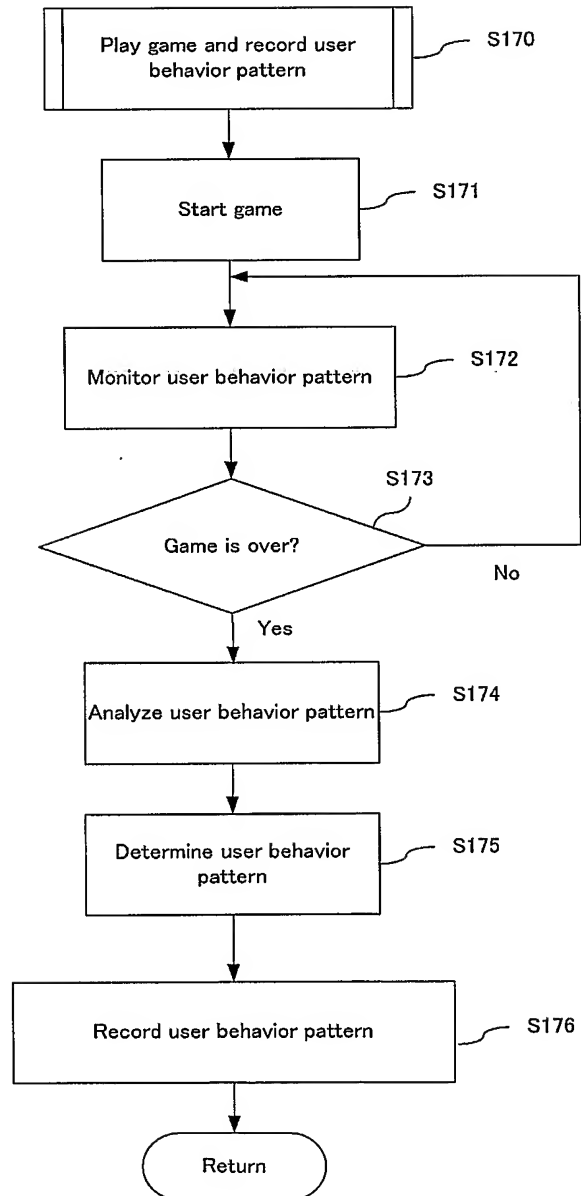 Play game and record user
behavior pattern
S170
Start game
S171
Monitor user behavior pattern
S172
Game is over?
S173
No
Yes
Analyze user behavior pattern
S174
Determine user behavior
pattern
S175
Record user behavior pattern
S176
Return